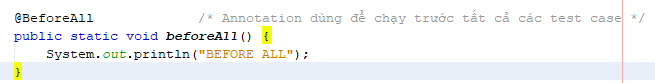 @BeforeAll /* Annotation dùng để chạy trước tất cả các test case */
public static void beforeAll() {
System.out.println("BEFORE ALL");
}